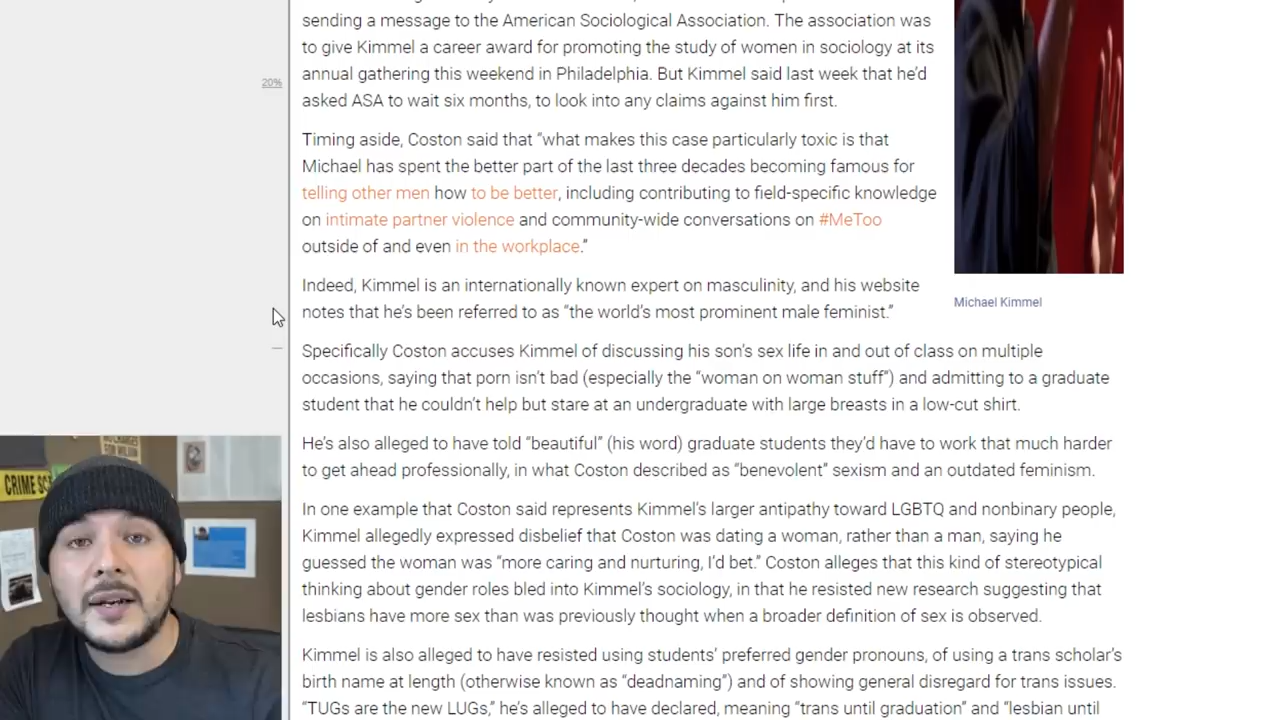 sending a message to the American Sociological Association. The association was
to give Kimmel a career award for promoting the study of women in sociology at its
annual gathering this weekend in Philadelphia. But Kimmel said last week that he'd
asked ASA to wait six months, to look into any claims against him first.
20%
Timing aside, Coston said that “what makes this case particularly toxic is that
Michael has spent the better part of the last three decades becoming famous for
telling other men how to be better, including contributing to field-specific knowledge
on intimate partner violence and community-wide conversations on #MeToo
outside of and even in the workplace.”
Michael Kimmel
Indeed, Kimmel is an internationally known expert on masculinity, and his website
notes that he's been referred to as “the world's most prominent male feminist.”
Specifically Coston accuses Kimmel of discussing his son's sex life in and out of class on multiple
occasions, saying that porn isn't bad (especially the “woman on woman stuff”) and admitting to a graduate
student that he couldn't help but stare at an undergraduate with large breasts in a low-cut shirt.
He's also alleged to have told “beautiful” (his word) graduate students they'd have to work that much harder
to get ahead professionally, in what Coston described as “benevolent” sexism and an outdated feminism.
In one example that Coston said represents Kimmel's larger antipathy toward LGBTQ and nonbinary people,
Kimmel allegedly expressed disbelief that Coston was dating a woman, rather than a man, saying he
guessed the woman was “more caring and nurturing, I'd bet.” Coston alleges that this kind of stereotypical
thinking about gender roles bled into Kimmel's sociology, in that he resisted new research suggesting that
lesbians have more sex than was previously thought when a broader definition of sex is observed.
Kimmel is also alleged to have resisted using students' preferred gender pronouns, of using a trans scholar's
birth name at length (otherwise known as “deadnaming”) and of showing general disregard for trans issues.
“TUGs are the new LUGs,” he's alleged to have declared, meaning “trans until graduation” and “lesbian until
CRIME